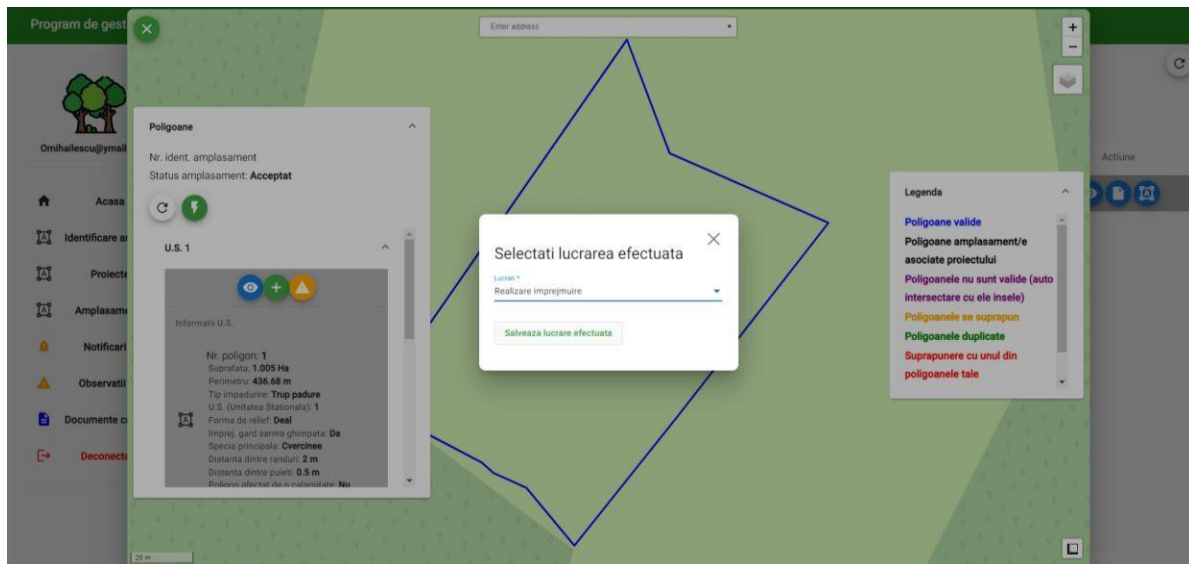 Program de gest
Enter address
Omihailescu@ymail
Acasa
Identificare a
Proiecte
Amplasam
Notificari
Observatii
Documente c
Deconecta
Poligoane
Nr. ident. amplasament
Status amplasament: Acceptat
U.S. 1
Informatii U.S.
Nr. poligon: 1
Suprafata: 1.005 Ha
Perimetru: 436.68 m
Tip impadurire: Trup padure
U.S. (Unitatea Stationala): 1
Forma de relief: Deal
Imprej. gard sarma ghimpata: Da
Specia principala: Cvercinee
Distanta dintre randuri: 2 m
Distanta dintre puieti: 0.5 m
Poligon afectat de o calamitate: Nu
20 m
Selectati lucrarea efectuata
Lucrari *
Realizare imprejmuire
Salveaza lucrare efectuata
+
−
Actiune
Legenda
Poligoane valide
Poligoane amplasament/e
asociate proiectului
Poligoanele nu sunt valide (auto
intersectare cu ele insele)
Poligoanele se suprapun
Poligoanele duplicate
Suprapunere cu unul din
poligoanele tale